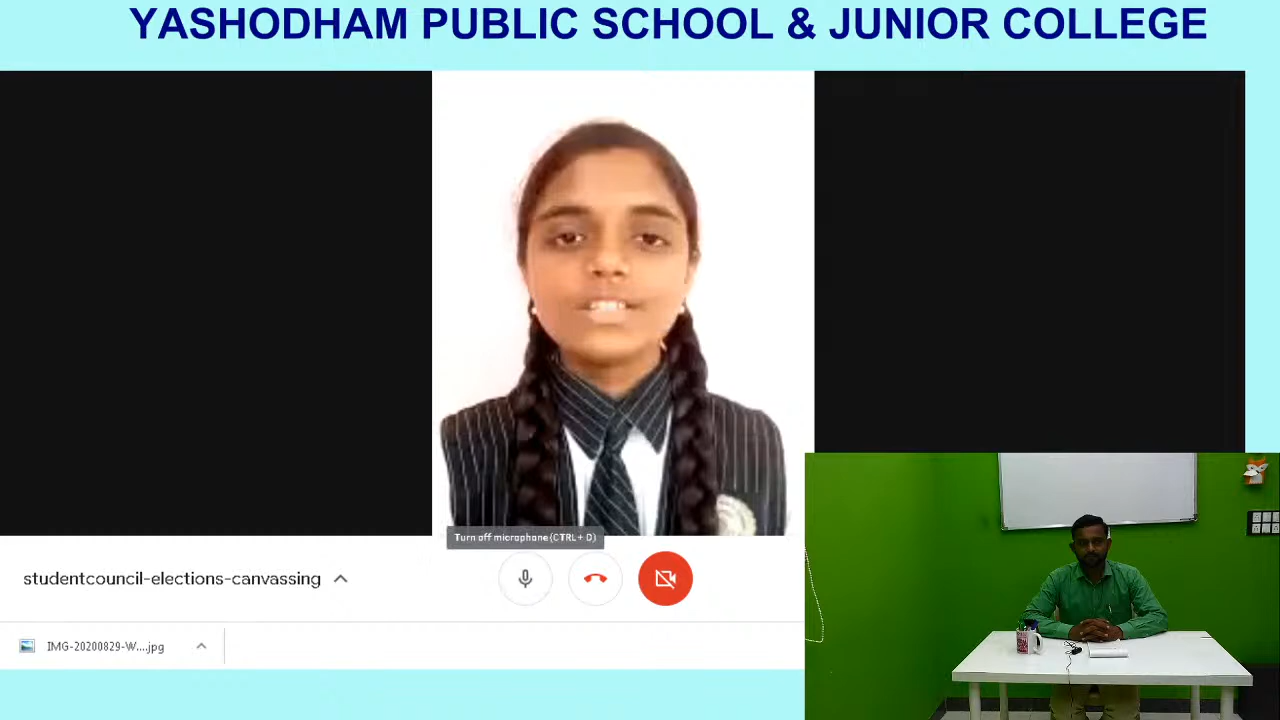 YASHODHAM PUBLIC SCHOOL & JUNIOR COLLEGE
Turn off microphone (CTRL + D)
studentcouncil-elections-canvassing
IMG-20200829-W....jpg